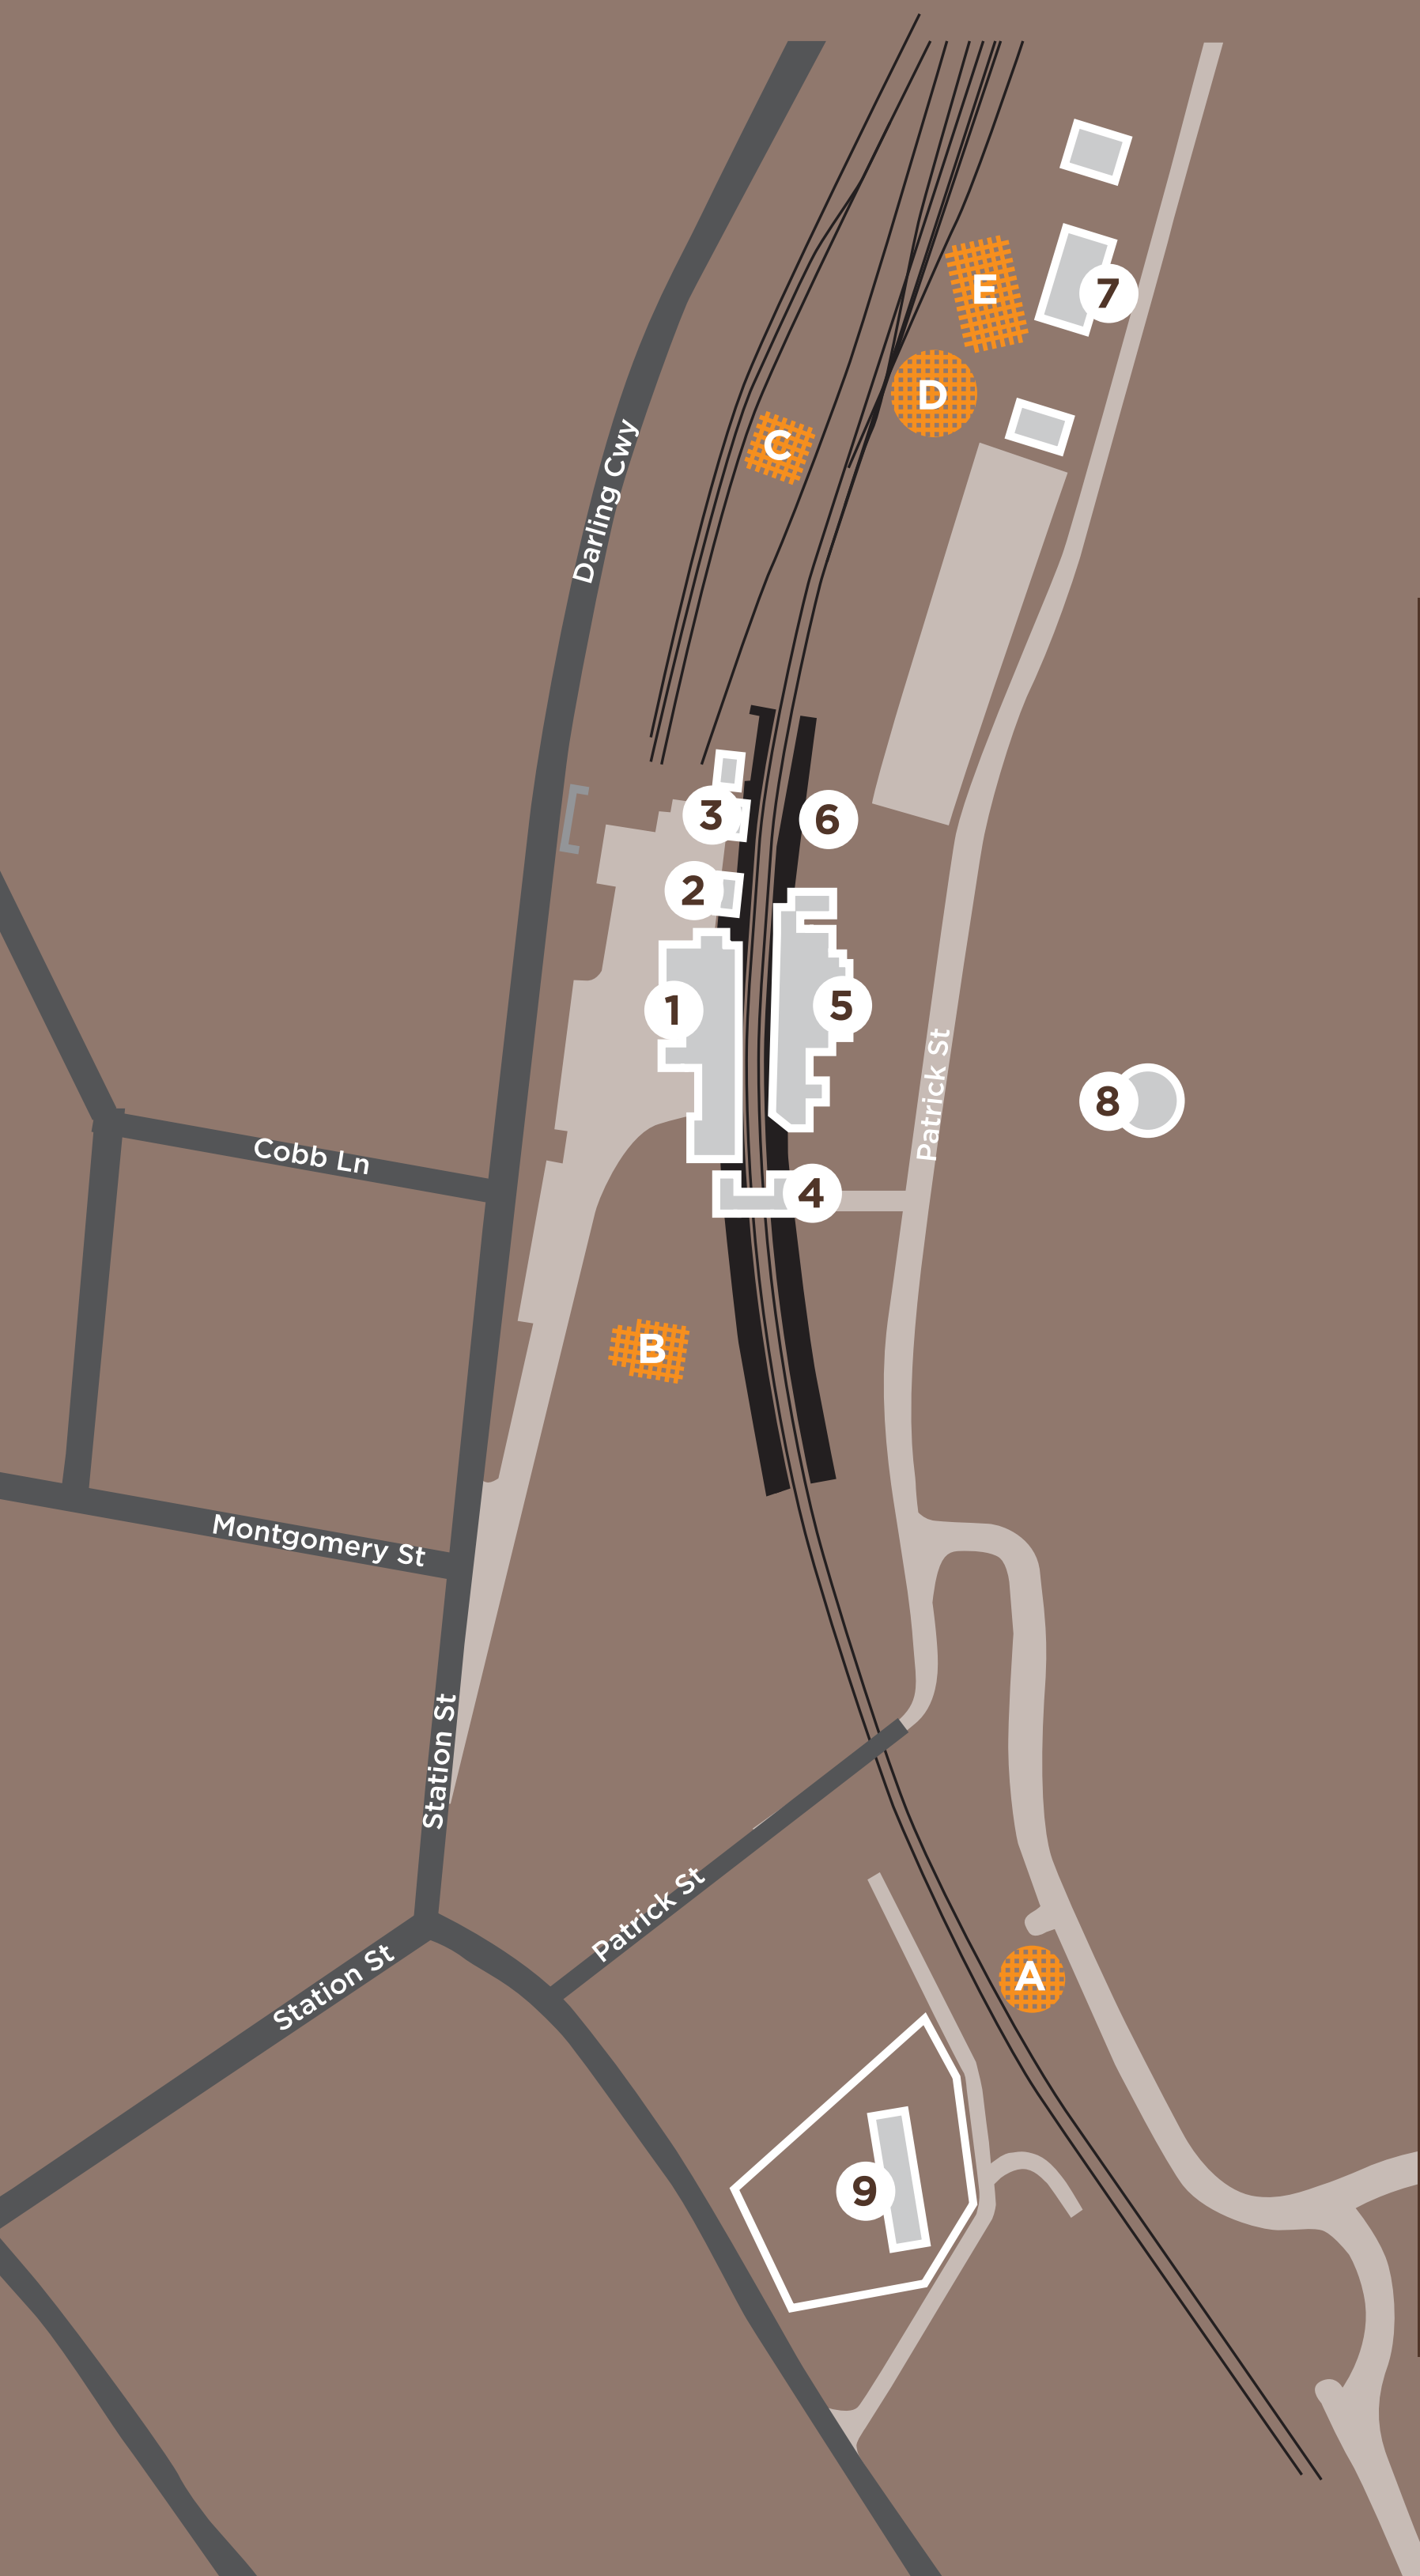 E
7
D
C
Darling Cwy
3
6
2
1
5
Patrick St
8
Cobb Ln
4
B
Montgomery St
Station St
Patrick St
Station St
A
9